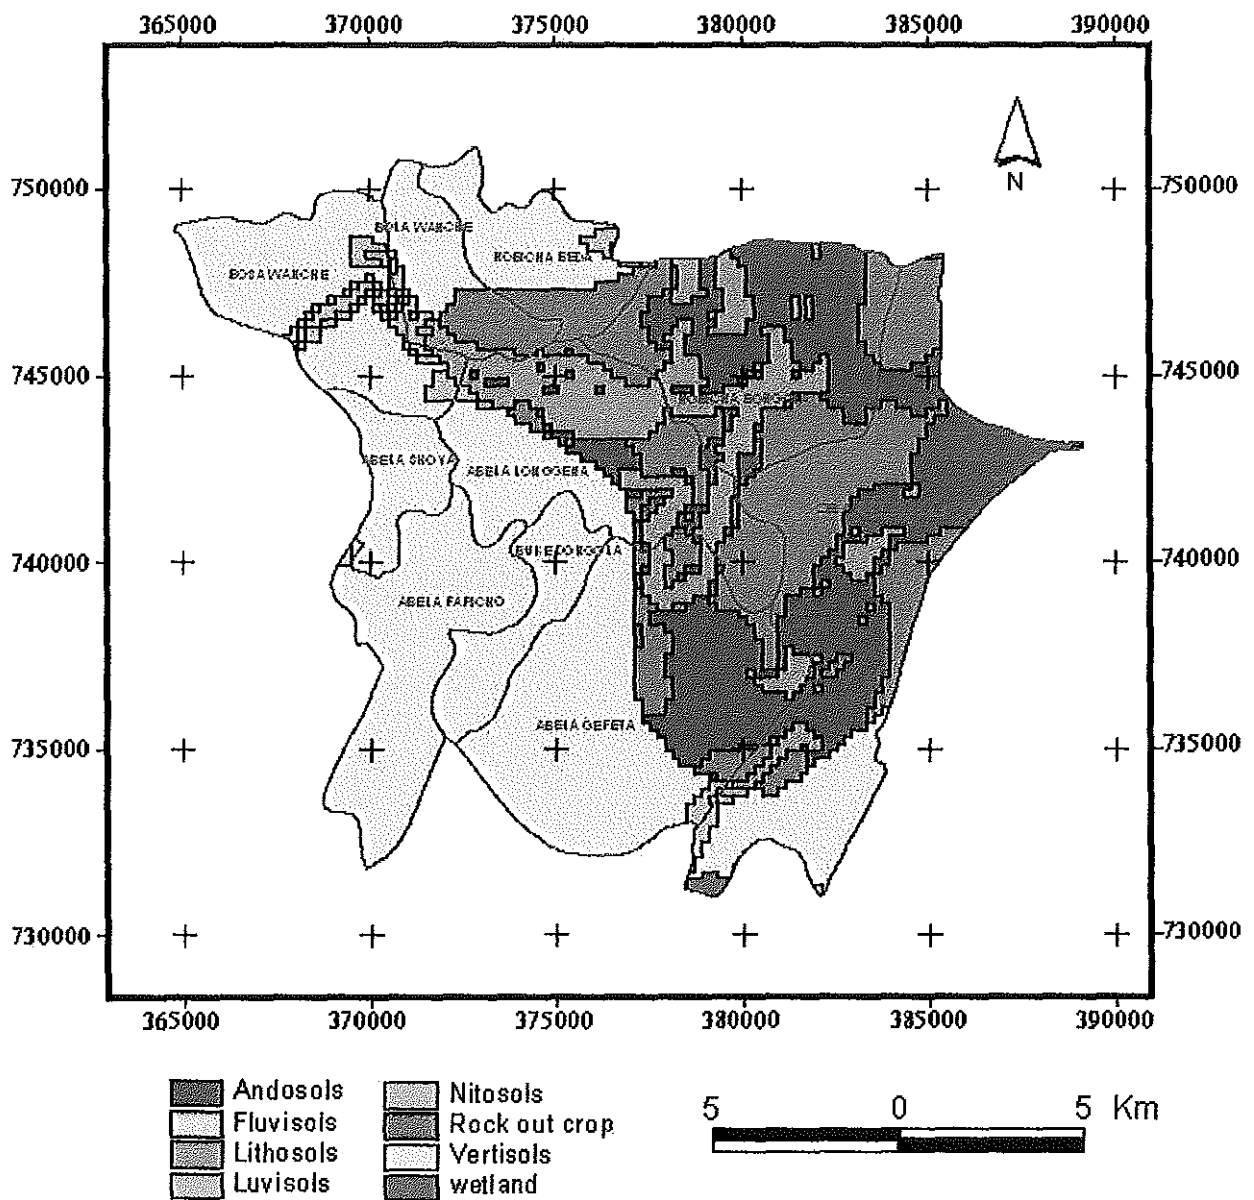 365000 370000 375000 380000 385000 390000
N
750000 750000
BOLA WANCHE
BOSA WANCHE
KOBICHA BEDA
745000 745000
ABELA SHOYA
ABELA LONGGENA
740000 740000
ABELA FARICHO
ABELA GEFETA
735000 735000
730000 730000
365000 370000 375000 380000 385000 390000
Andosols Nitosols
Fluvisols Rock out crop
Lithosols Vertisols
Luvisols wetland
5 0 5 Km